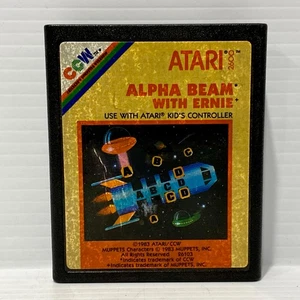 CCW
ATARI 2600
ALPHA BEAM
WITH ERNIE
USE WITH ATARI KID'S CONTROLLER
©1983 ATARI/CCW
MUPPETS Characters © 1983 MUPPETS, INC.
All Rights Reserved
*Indicates trademark of CCW
+Indicates trademark of MUPPETS, INC.